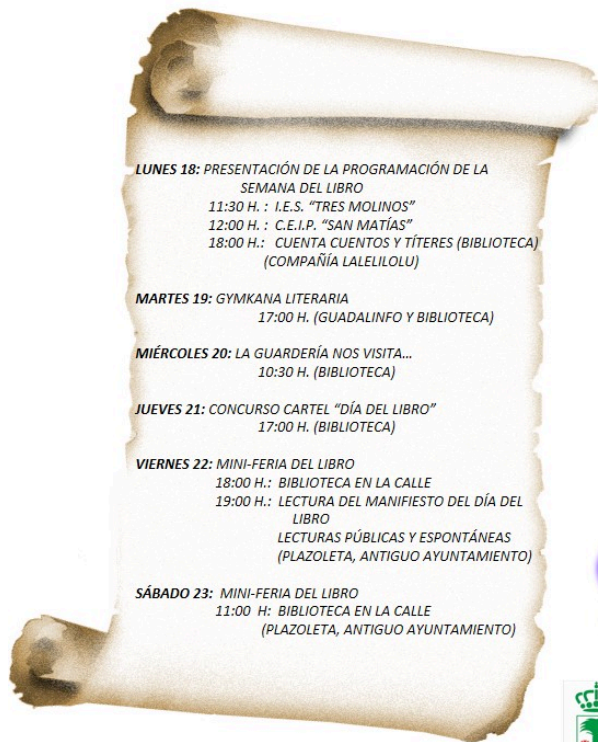 LUNES 18: PRESENTACIÓN DE LA PROGRAMACIÓN DE LA
SEMANA DEL LIBRO
11:30 H. : I.E.S. “TRES MOLINOS”
12:00 H. : C.E.I.P. “SAN MATÍAS”
18:00 H.: CUENTA CUENTOS Y TÍTERES (BIBLIOTECA)
(COMPAÑÍA LALELILOLU)
MARTES 19: GYMKANA LITERARIA
17:00 H. (GUADALINFO Y BIBLIOTECA)
MIÉRCOLES 20: LA GUARDERÍA NOS VISITA...
10:30 H. (BIBLIOTECA)
JUEVES 21: CONCURSO CARTEL “DÍA DEL LIBRO”
17:00 H. (BIBLIOTECA)
VIERNES 22: MINI-FERIA DEL LIBRO
18:00 H.: BIBLIOTECA EN LA CALLE
19:00 H.: LECTURA DEL MANIFIESTO DEL DÍA DEL
LIBRO
LECTURAS PÚBLICAS Y ESPONTÁNEAS
(PLAZOLETA, ANTIGUO AYUNTAMIENTO)
SÁBADO 23: MINI-FERIA DEL LIBRO
11:00 H: BIBLIOTECA EN LA CALLE
(PLAZOLETA, ANTIGUO AYUNTAMIENTO)